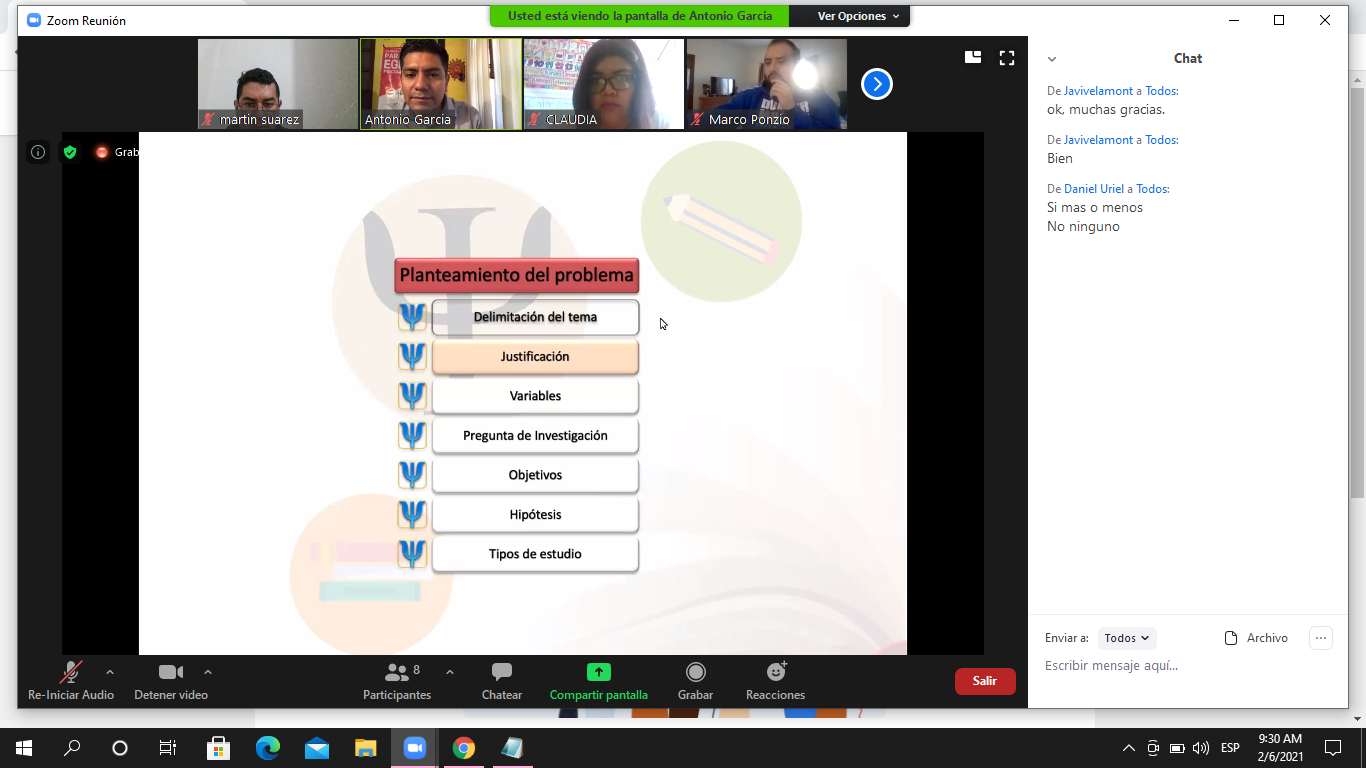 Zoom Reunión
Usted está viendo la pantalla de Antonio Garcia
Ver Opciones
martin suarez
Antonio Garcia
CLAUDIA
Marco Ponzio
Grab
Planteamiento del problema
Delimitación del tema
Justificación
Variables
Pregunta de Investigación
Objetivos
Hipótesis
Tipos de estudio
Chat
De Javivelamont a Todos:
ok, muchas gracias.
De Javivelamont a Todos:
Bien
De Daniel Uriel a Todos:
Si mas o menos
No ninguno
Enviar a: Todos
Archivo
Escribir mensaje aquí...
Re-Iniciar Audio
Detener video
Participantes
8
Chatear
Compartir pantalla
Grabar
Reacciones
Salir
ESP
9:30 AM
2/6/2021